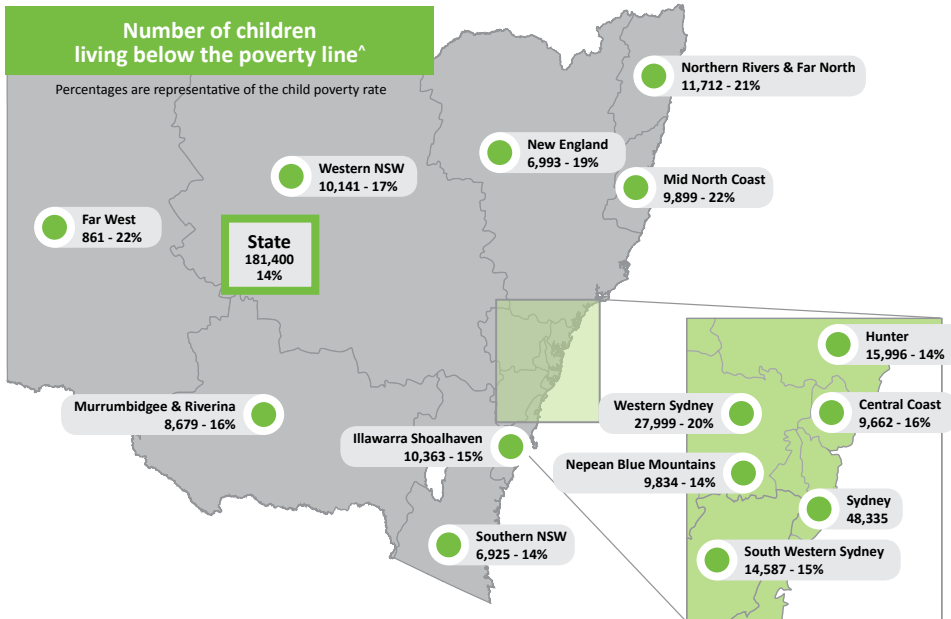 Number of children
living below the poverty line^
Percentages are representative of the child poverty rate
Northern Rivers & Far North
11,712 - 21%
New England
6,993 - 19%
Western NSW
10,141 - 17%
Mid North Coast
9,899 - 22%
Far West
861 - 22%
State
181,400
14%
Hunter
15,996 - 14%
Murrumbidgee & Riverina
8,679 - 16%
Western Sydney
27,999 - 20%
Central Coast
9,662 - 16%
Illawarra Shoalhaven
10,363 - 15%
Nepean Blue Mountains
9,834 - 14%
Sydney
48,335
Southern NSW
6,925 - 14%
South Western Sydney
14,587 - 15%